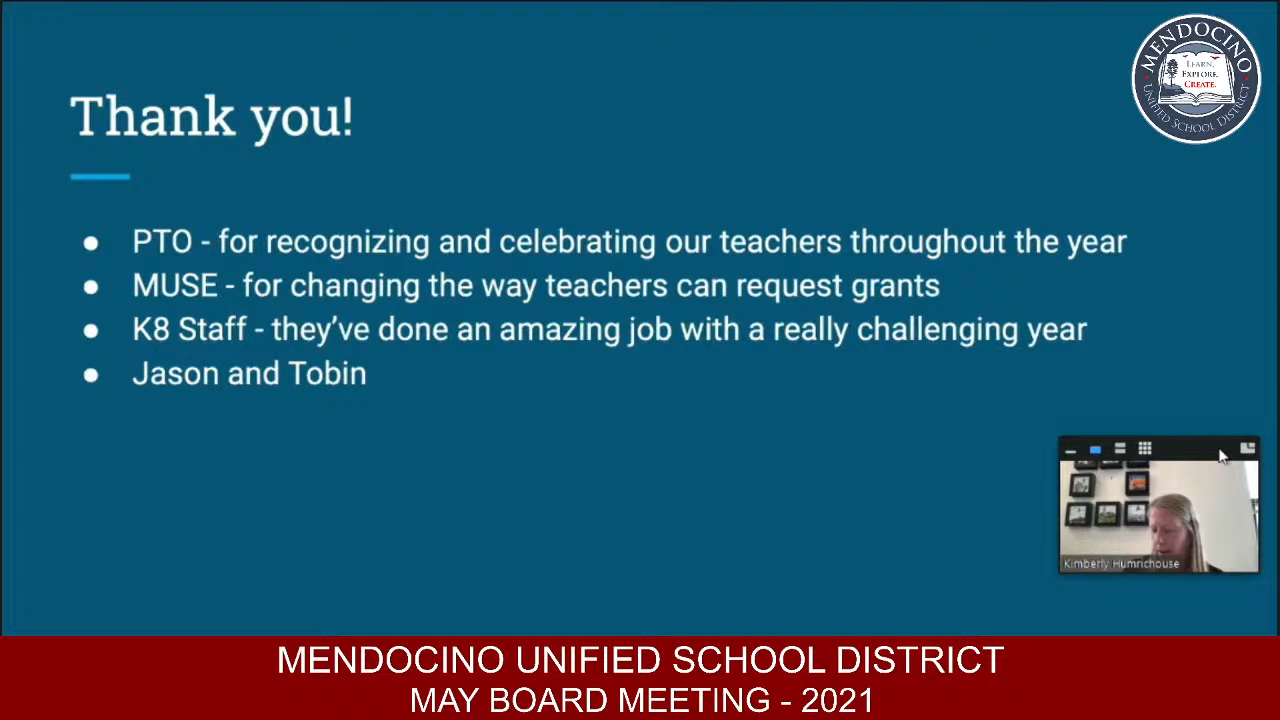 Thank you!
● PTO - for recognizing and celebrating our teachers throughout the year
● MUSE - for changing the way teachers can request grants
● K8 Staff - they’ve done an amazing job with a really challenging year
● Jason and Tobin
MENDOCINO
LEARN.
EXPLORE.
CREATE.
UNIFIED SCHOOL DISTRICT
Kimberly Humrichouse
MENDOCINO UNIFIED SCHOOL DISTRICT
MAY BOARD MEETING - 2021